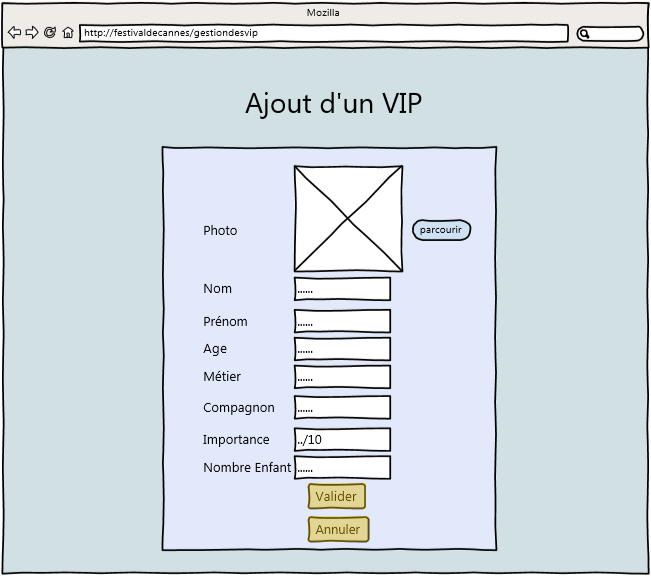 Mozilla
http://festivaldecannes/gestiondesvip
Ajout d'un VIP
Photo
parcourir
Nom ......
Prénom ......
Age ......
Métier ......
Compagnon ......
Importance ../10
Nombre Enfant ......
Valider
Annuler